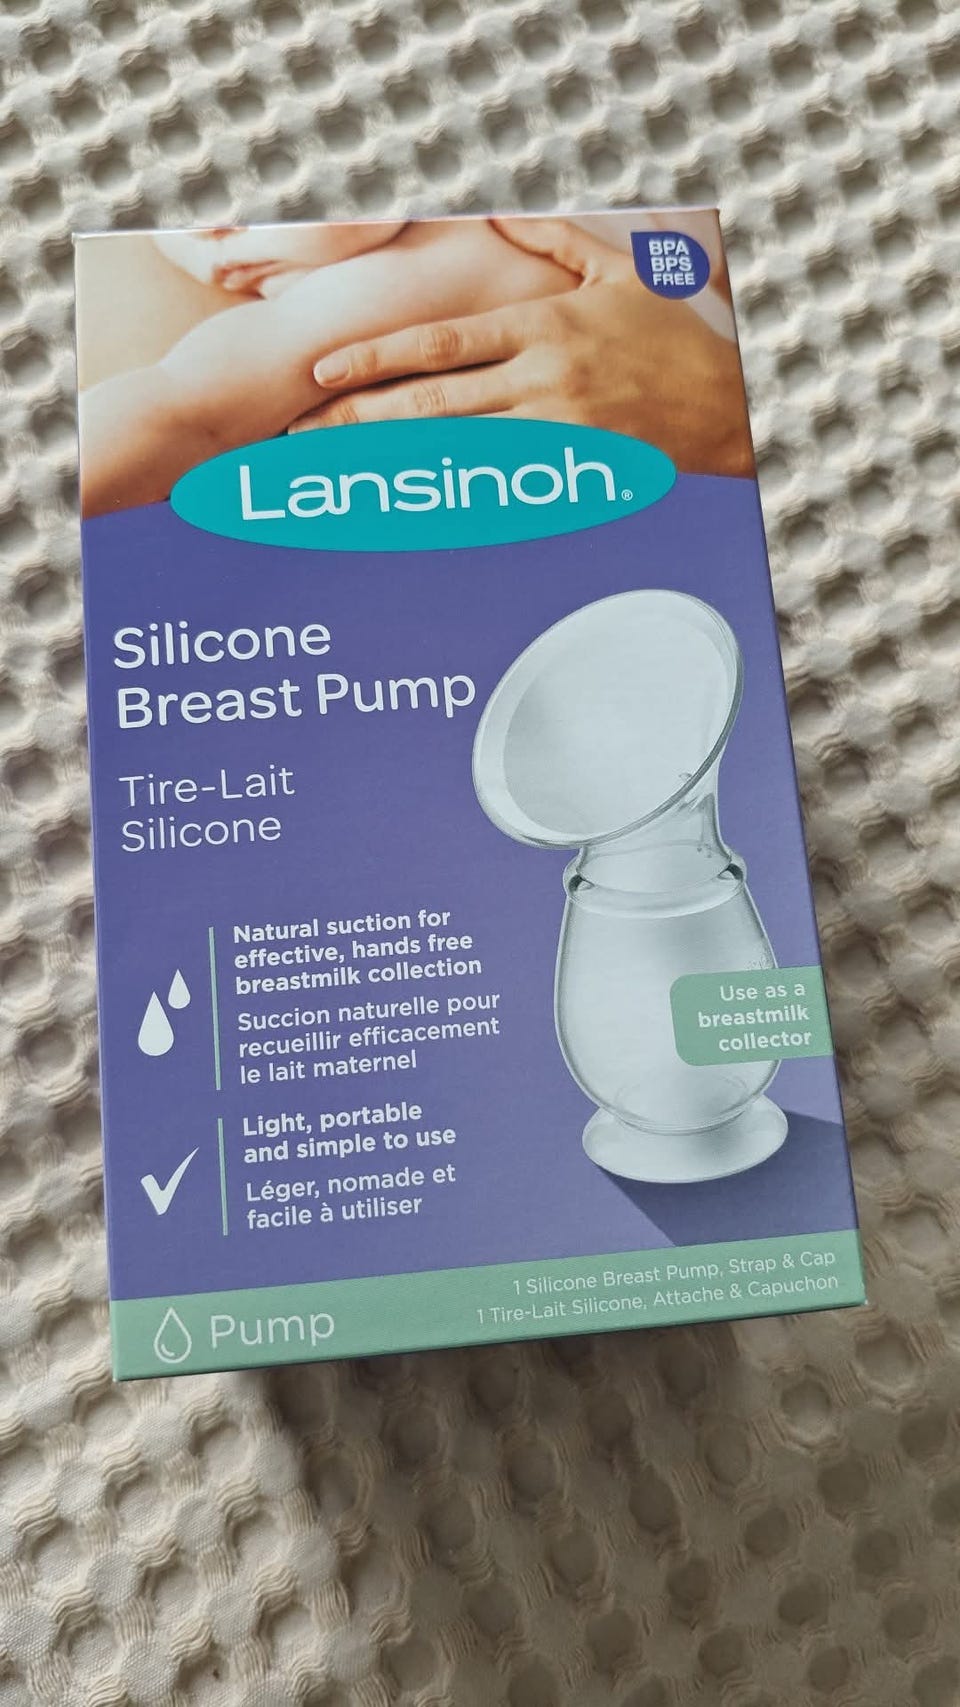 BPA
BPS
FREE
Lansinoh®
Silicone
Breast Pump
Tire-Lait
Silicone
Natural suction for
effective, hands free
breastmilk collection
Succion naturelle pour
recueillir efficacement
le lait maternel
Use as a
breastmilk
collector
Light, portable
and simple to use
Léger, nomade et
facile à utiliser
1 Silicone Breast Pump, Strap & Cap
1 Tire-Lait Silicone, Attache & Capuchon
Pump